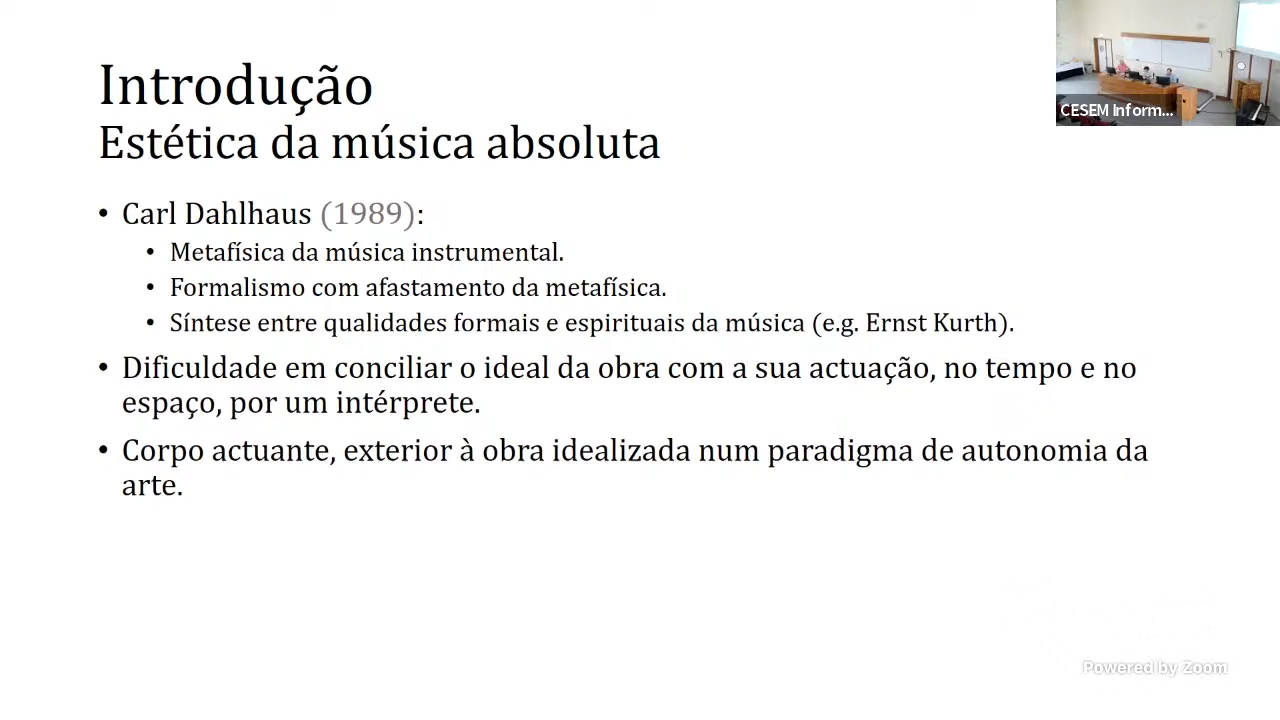 Introdução
Estética da música absoluta
CESEM Inform...
• Carl Dahlhaus (1989):
• Metafísica da música instrumental.
• Formalismo com afastamento da metafísica.
• Síntese entre qualidades formais e espirituais da música (e.g. Ernst Kurth).
• Dificuldade em conciliar o ideal da obra com a sua actuação, no tempo e no
espaço, por um intérprete.
• Corpo actuante, exterior à obra idealizada num paradigma de autonomia da
arte.
Powered by Zoom